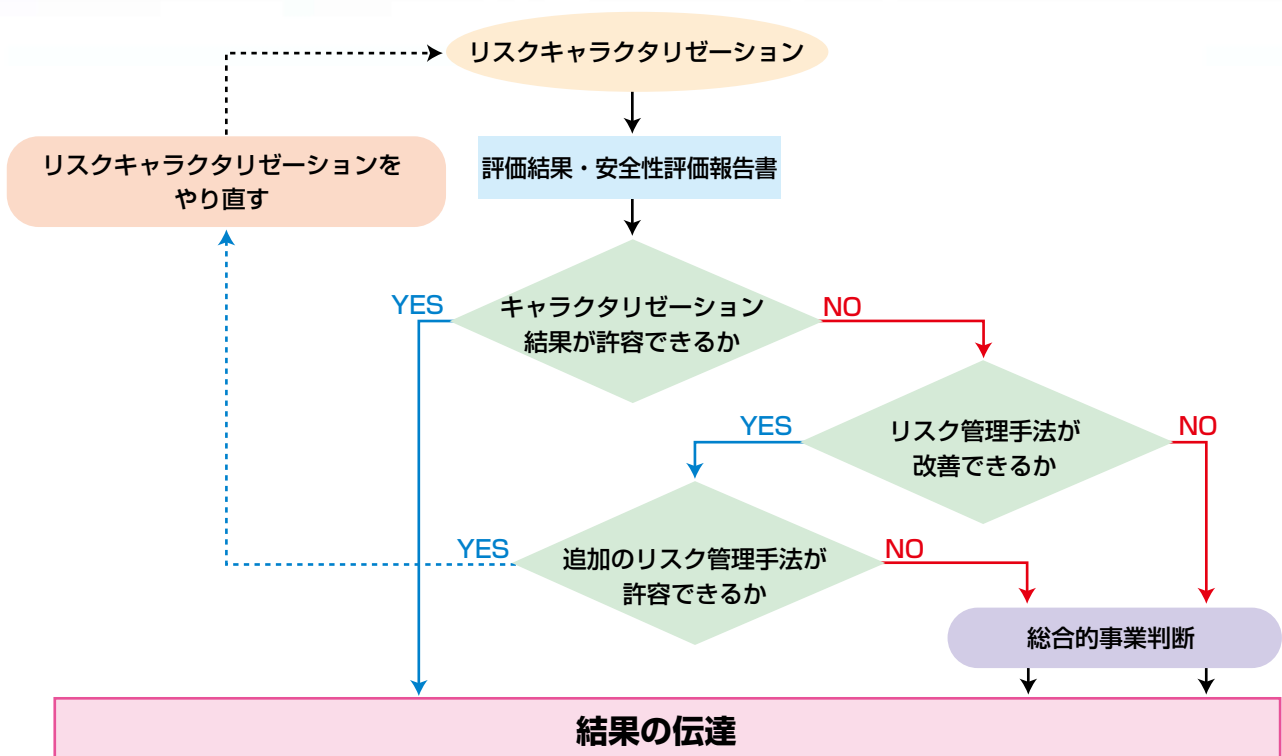 リスクキャラクタリゼーション
リスクキャラクタリゼーションを
やり直す
評価結果・安全性評価報告書
YES
キャラクタリゼーション
結果が許容できるか
NO
YES
リスク管理手法が
改善できるか
NO
YES
追加のリスク管理手法が
許容できるか
NO
総合的事業判断
結果の伝達